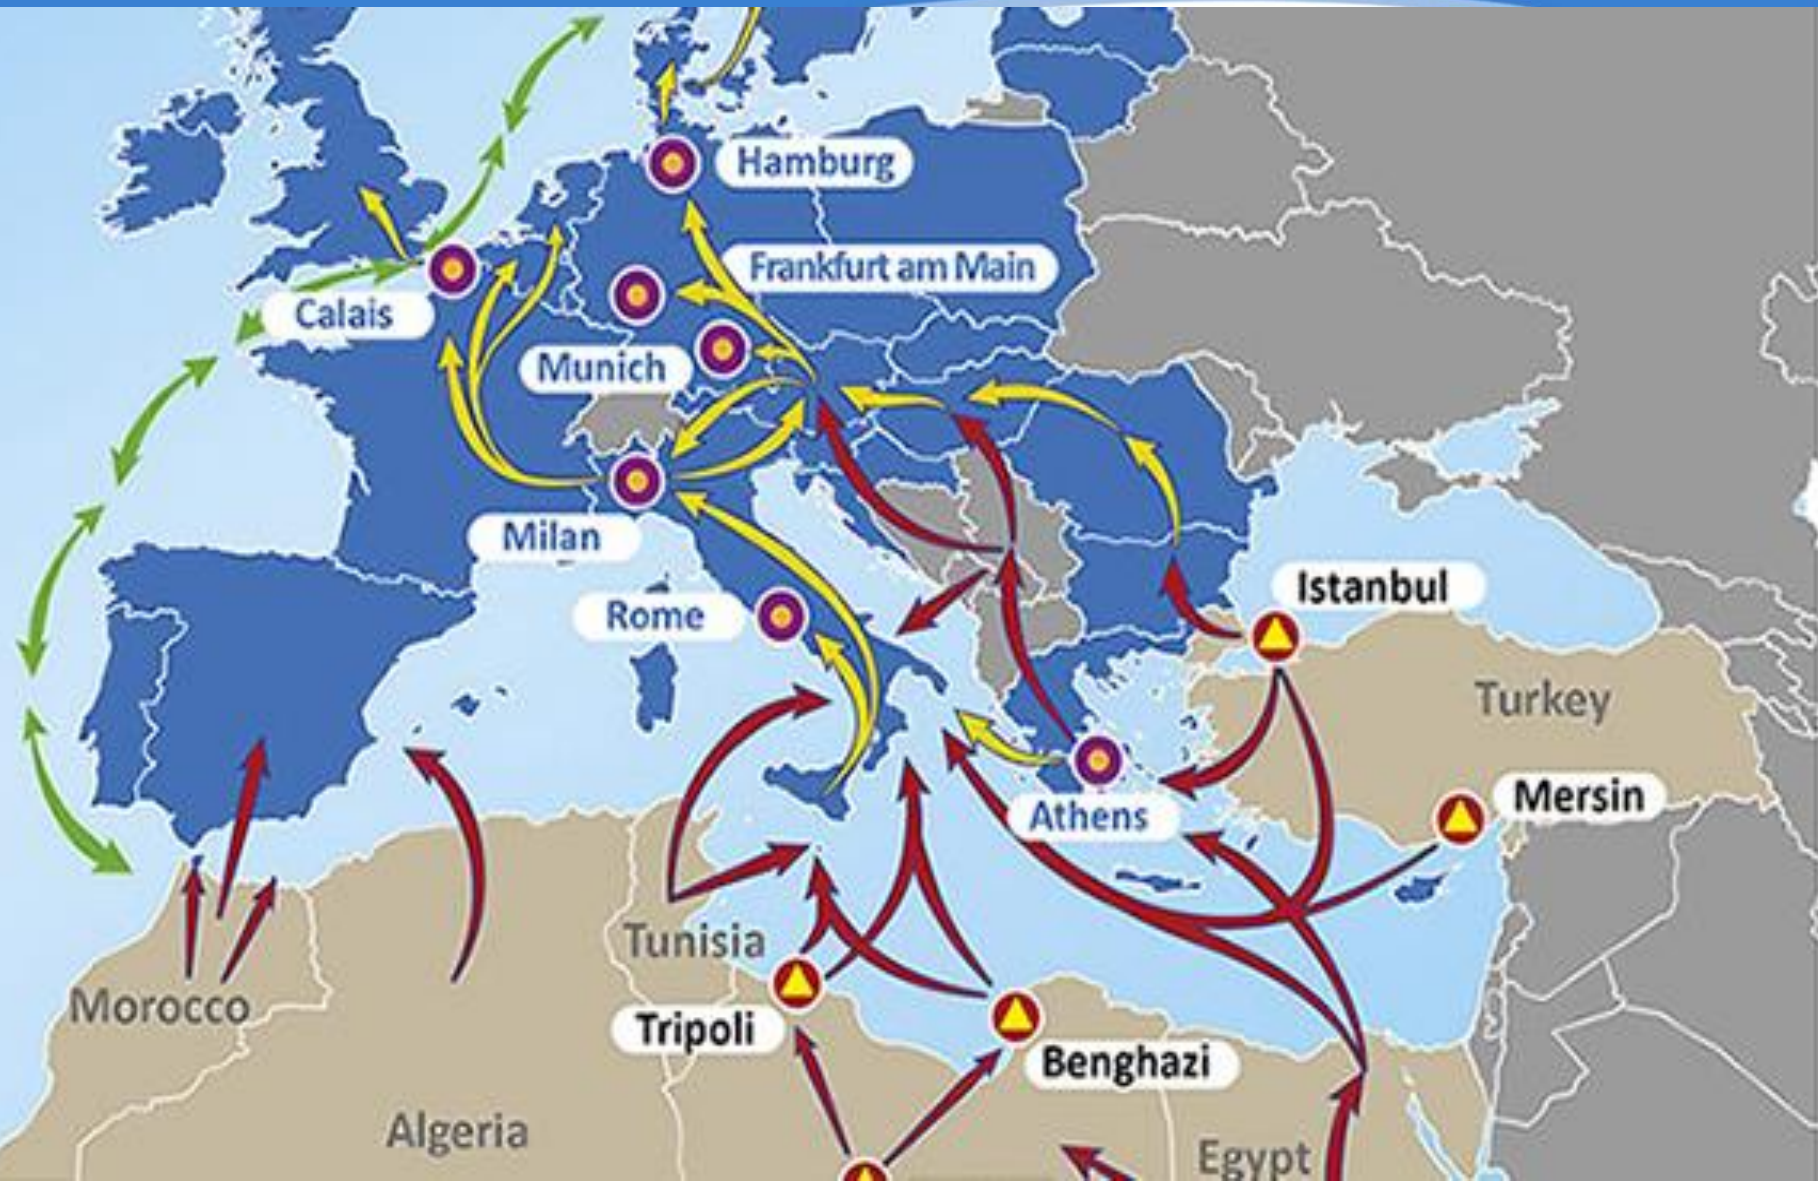 Hamburg
Frankfurt am Main
Calais
Munich
Milan
Istanbul
Rome
Turkey
Mersin
Athens
Tunisia
Morocco
Tripoli
Benghazi
Algeria
Egypt